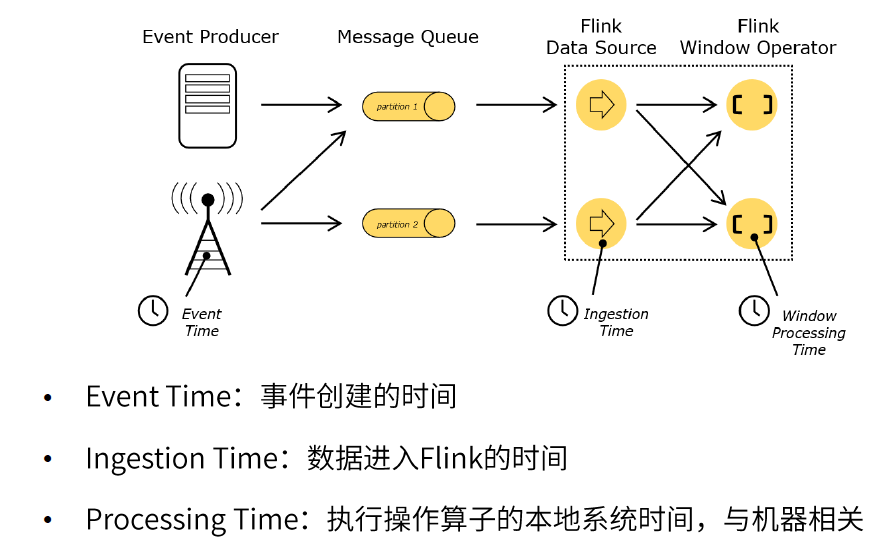 Event Producer
Message Queue
Flink
Data Source
Flink
Window Operator
partition 1
partition 2
Event
Time
Ingestion
Time
Window
Processing
Time
• Event Time：事件创建的时间
• Ingestion Time：数据进入Flink的时间
• Processing Time：执行操作算子的本地系统时间，与机器相关